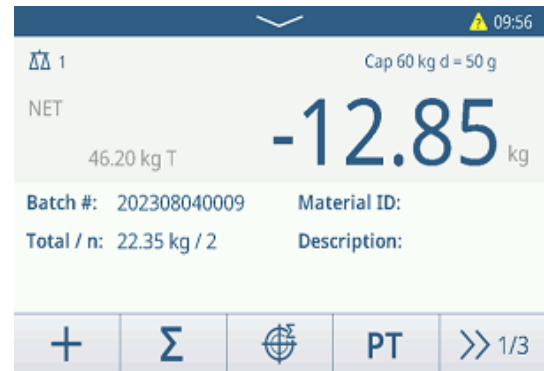 09:56
1
Cap 60 kg d = 50 g
NET
-12.85 kg
46.20 kg T
Batch #: 202308040009 Material ID:
Total / n: 22.35 kg / 2 Description:
+ Σ Σ PT >> 1/3